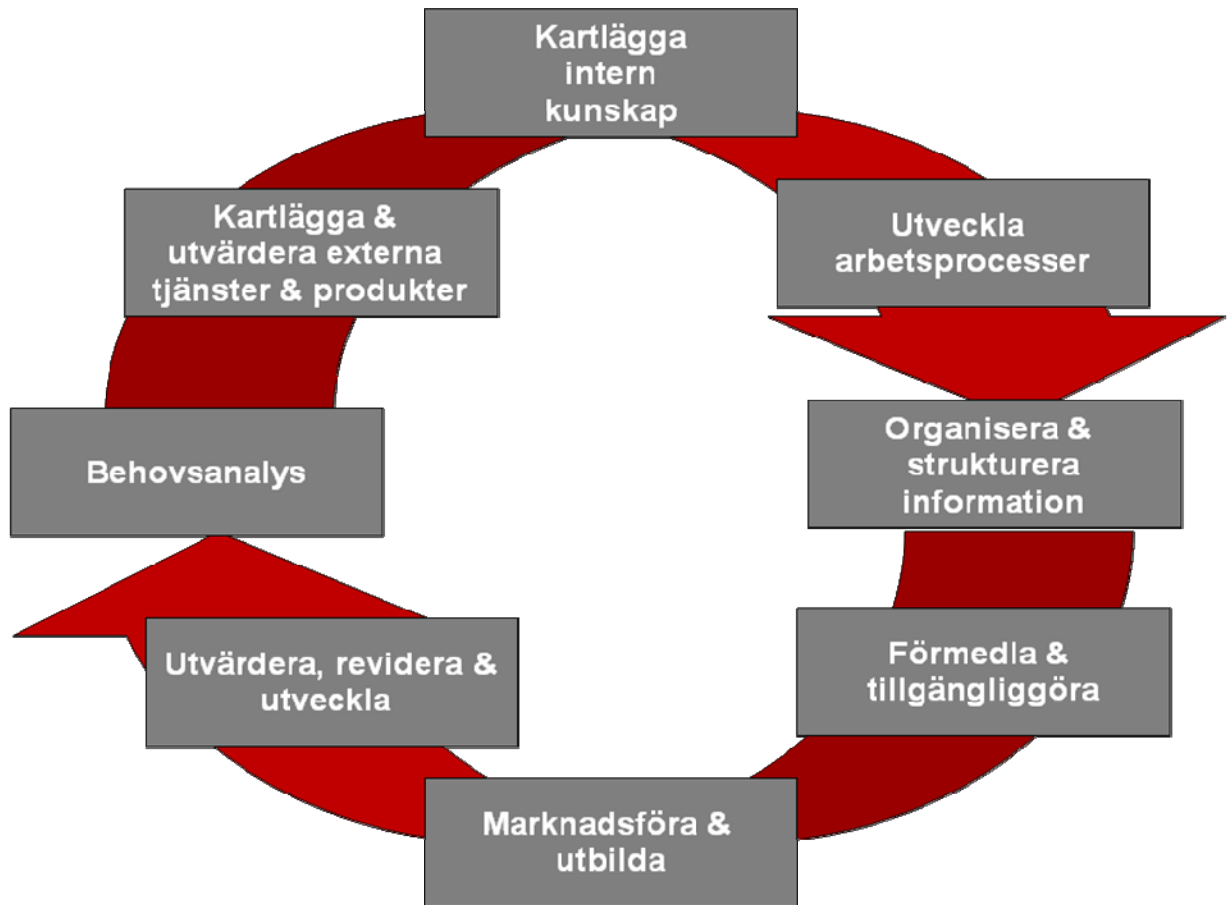 Kartlägga
intern
kunskap
Kartlägga &
utvärdera externa
tjänster & produkter
Utveckla
arbetsprocesser
Behovsanalys
Organisera &
strukturera
information
Utvärdera, revidera &
utveckla
Förmedla &
tillgängliggöra
Marknadsföra &
utbilda